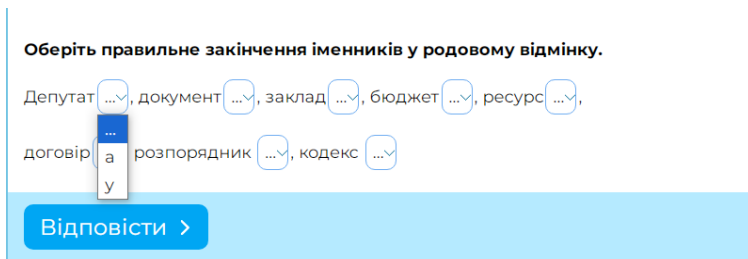 Оберіть правильне закінчення іменників у родовому відмінку.
Депутат ... , документ ... , заклад ... , бюджет ... , ресурс ... ,
...
договір , розпорядник ... , кодекс ...
а
у
Відповісти >